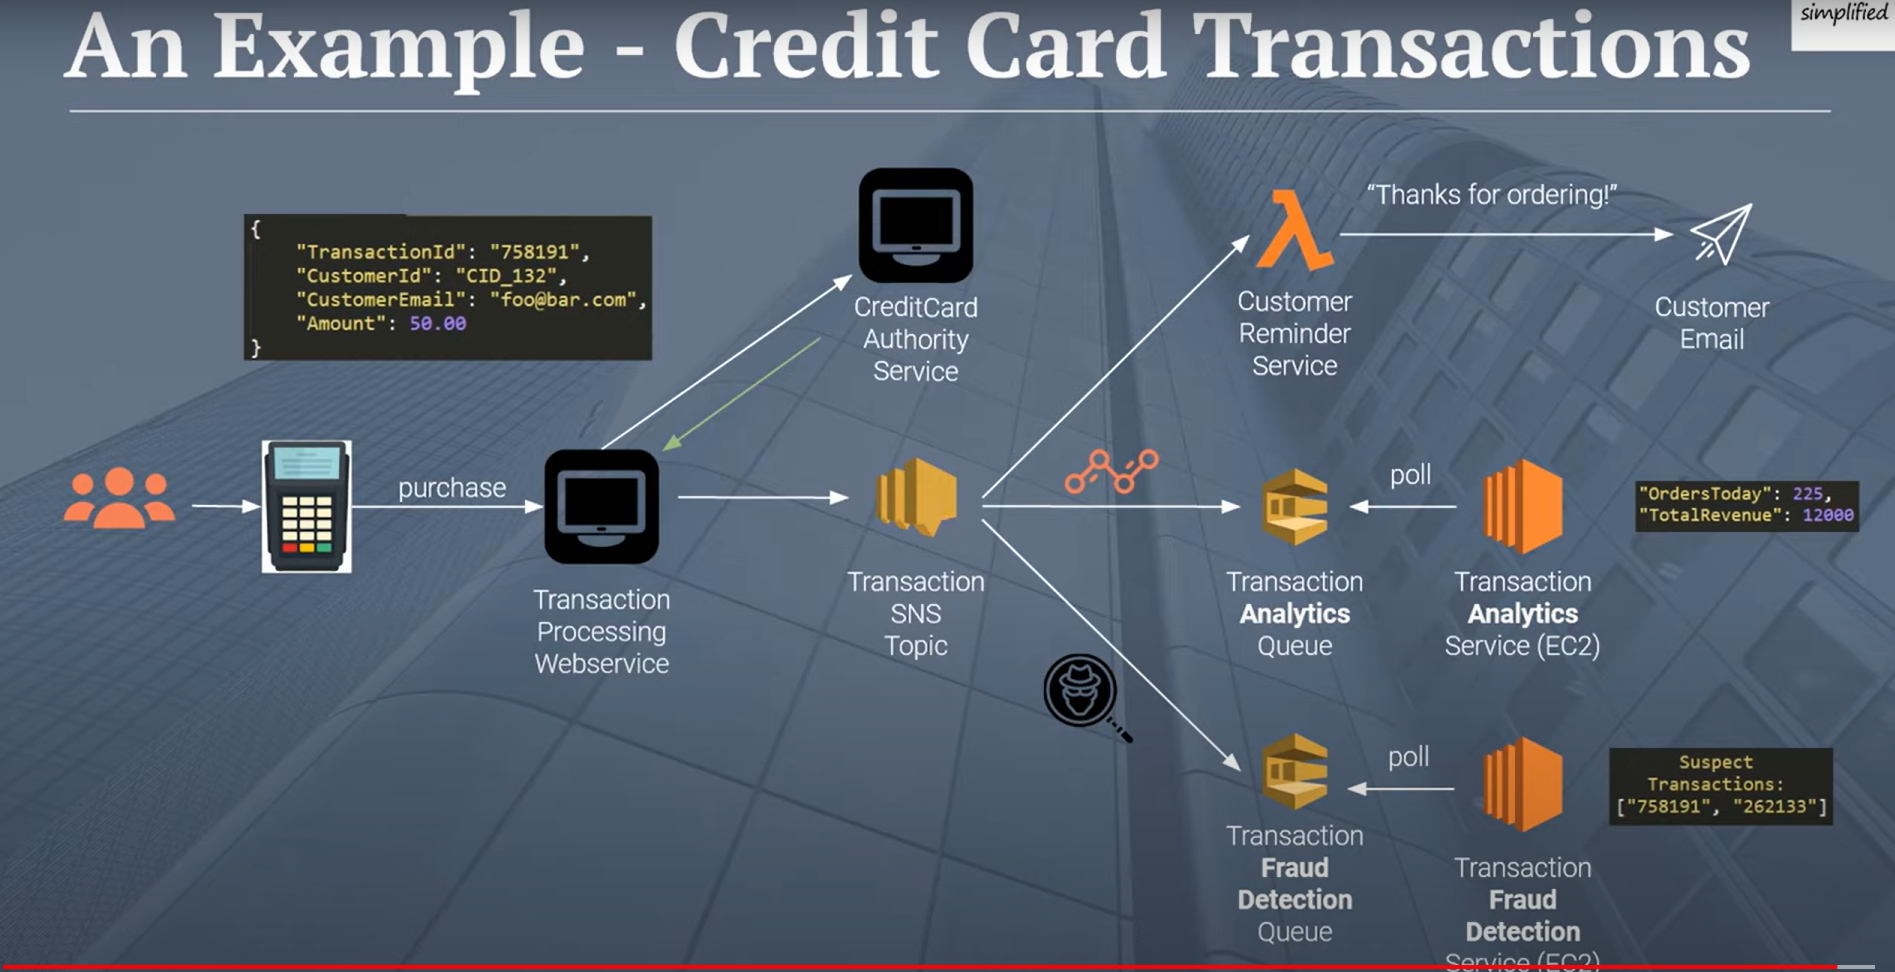 simplified
An Example - Credit Card Transactions
{
"TransactionId": "758191",
"CustomerId": "CID_132",
"CustomerEmail": "foo@bar.com",
"Amount": 50.00
}
CreditCard
Authority
Service
Customer
Reminder
Service
"Thanks for ordering!"
Customer
Email
purchase
Transaction
Processing
Webservice
Transaction
SNS
Topic
Transaction
Analytics
Queue
poll
Transaction
Analytics
Service (EC2)
"OrdersToday": 225,
"TotalRevenue": 12000
Transaction
Fraud
Detection
Queue
poll
Transaction
Fraud
Detection
Service (EC2)
Suspect
Transactions:
["758191", "262133"]